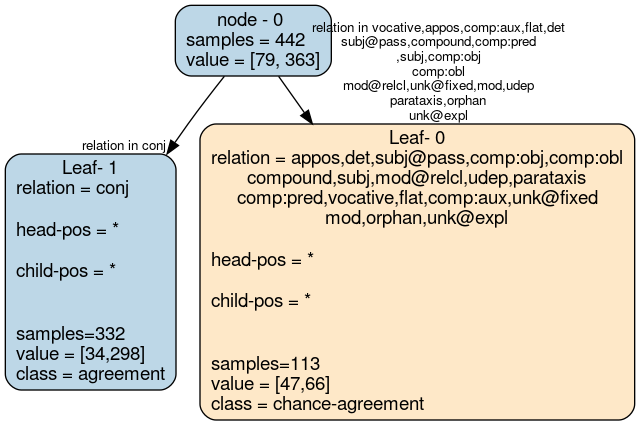 node - 0
samples = 442
value = [79, 363]
relation in vocative,appos,comp:aux,flat,det
subj@pass,compound,comp:pred
,subj,comp:obj
comp:obl
mod@relcl,unk@fixed,mod,udep
parataxis,orphan
unk@expl
relation in conj
Leaf- 1
relation = conj
head-pos = *
child-pos = *
samples=332
value = [34,298]
class = agreement
Leaf- 0
relation = appos,det,subj@pass,comp:obj,comp:obl
compound,subj,mod@relcl,udep,parataxis
comp:pred,vocative,flat,comp:aux,unk@fixed
mod,orphan,unk@expl
head-pos = *
child-pos = *
samples=113
value = [47,66]
class = chance-agreement